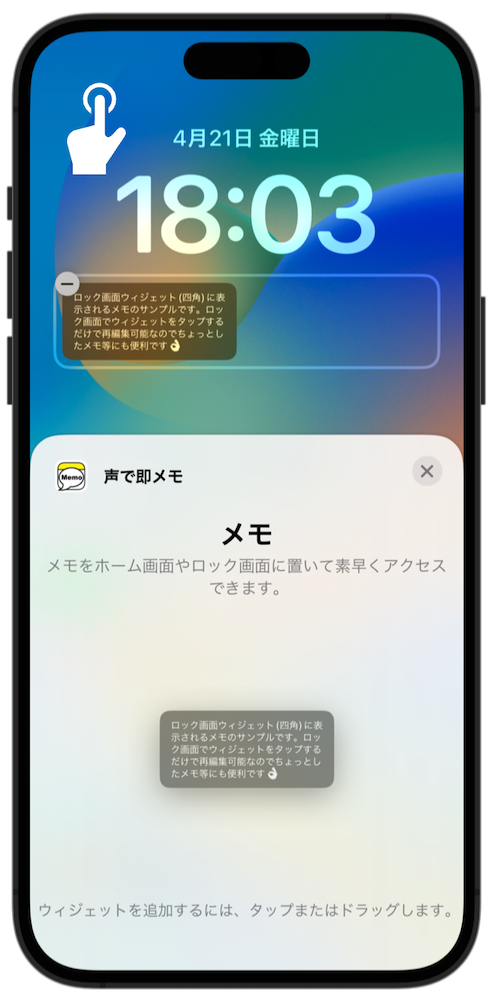 4月21日 金曜日
18:03
ロック画面ウィジェット (四角) に表
示されるメモのサンプルです。ロッ
ク画面でウィジェットをタップする
だけで再編集可能なのでちょっとし
たメモ等にも便利です👌
Memo
声で即メモ
メモ
メモをホーム画面やロック画面に置いて素早くアクセス
できます。
ロック画面ウィジェット (四角) に表
示されるメモのサンプルです。ロッ
ク画面でウィジェットをタップする
だけで再編集可能なのでちょっとし
たメモ等にも便利です👌
ウィジェットを追加するには、タップまたはドラッグします。